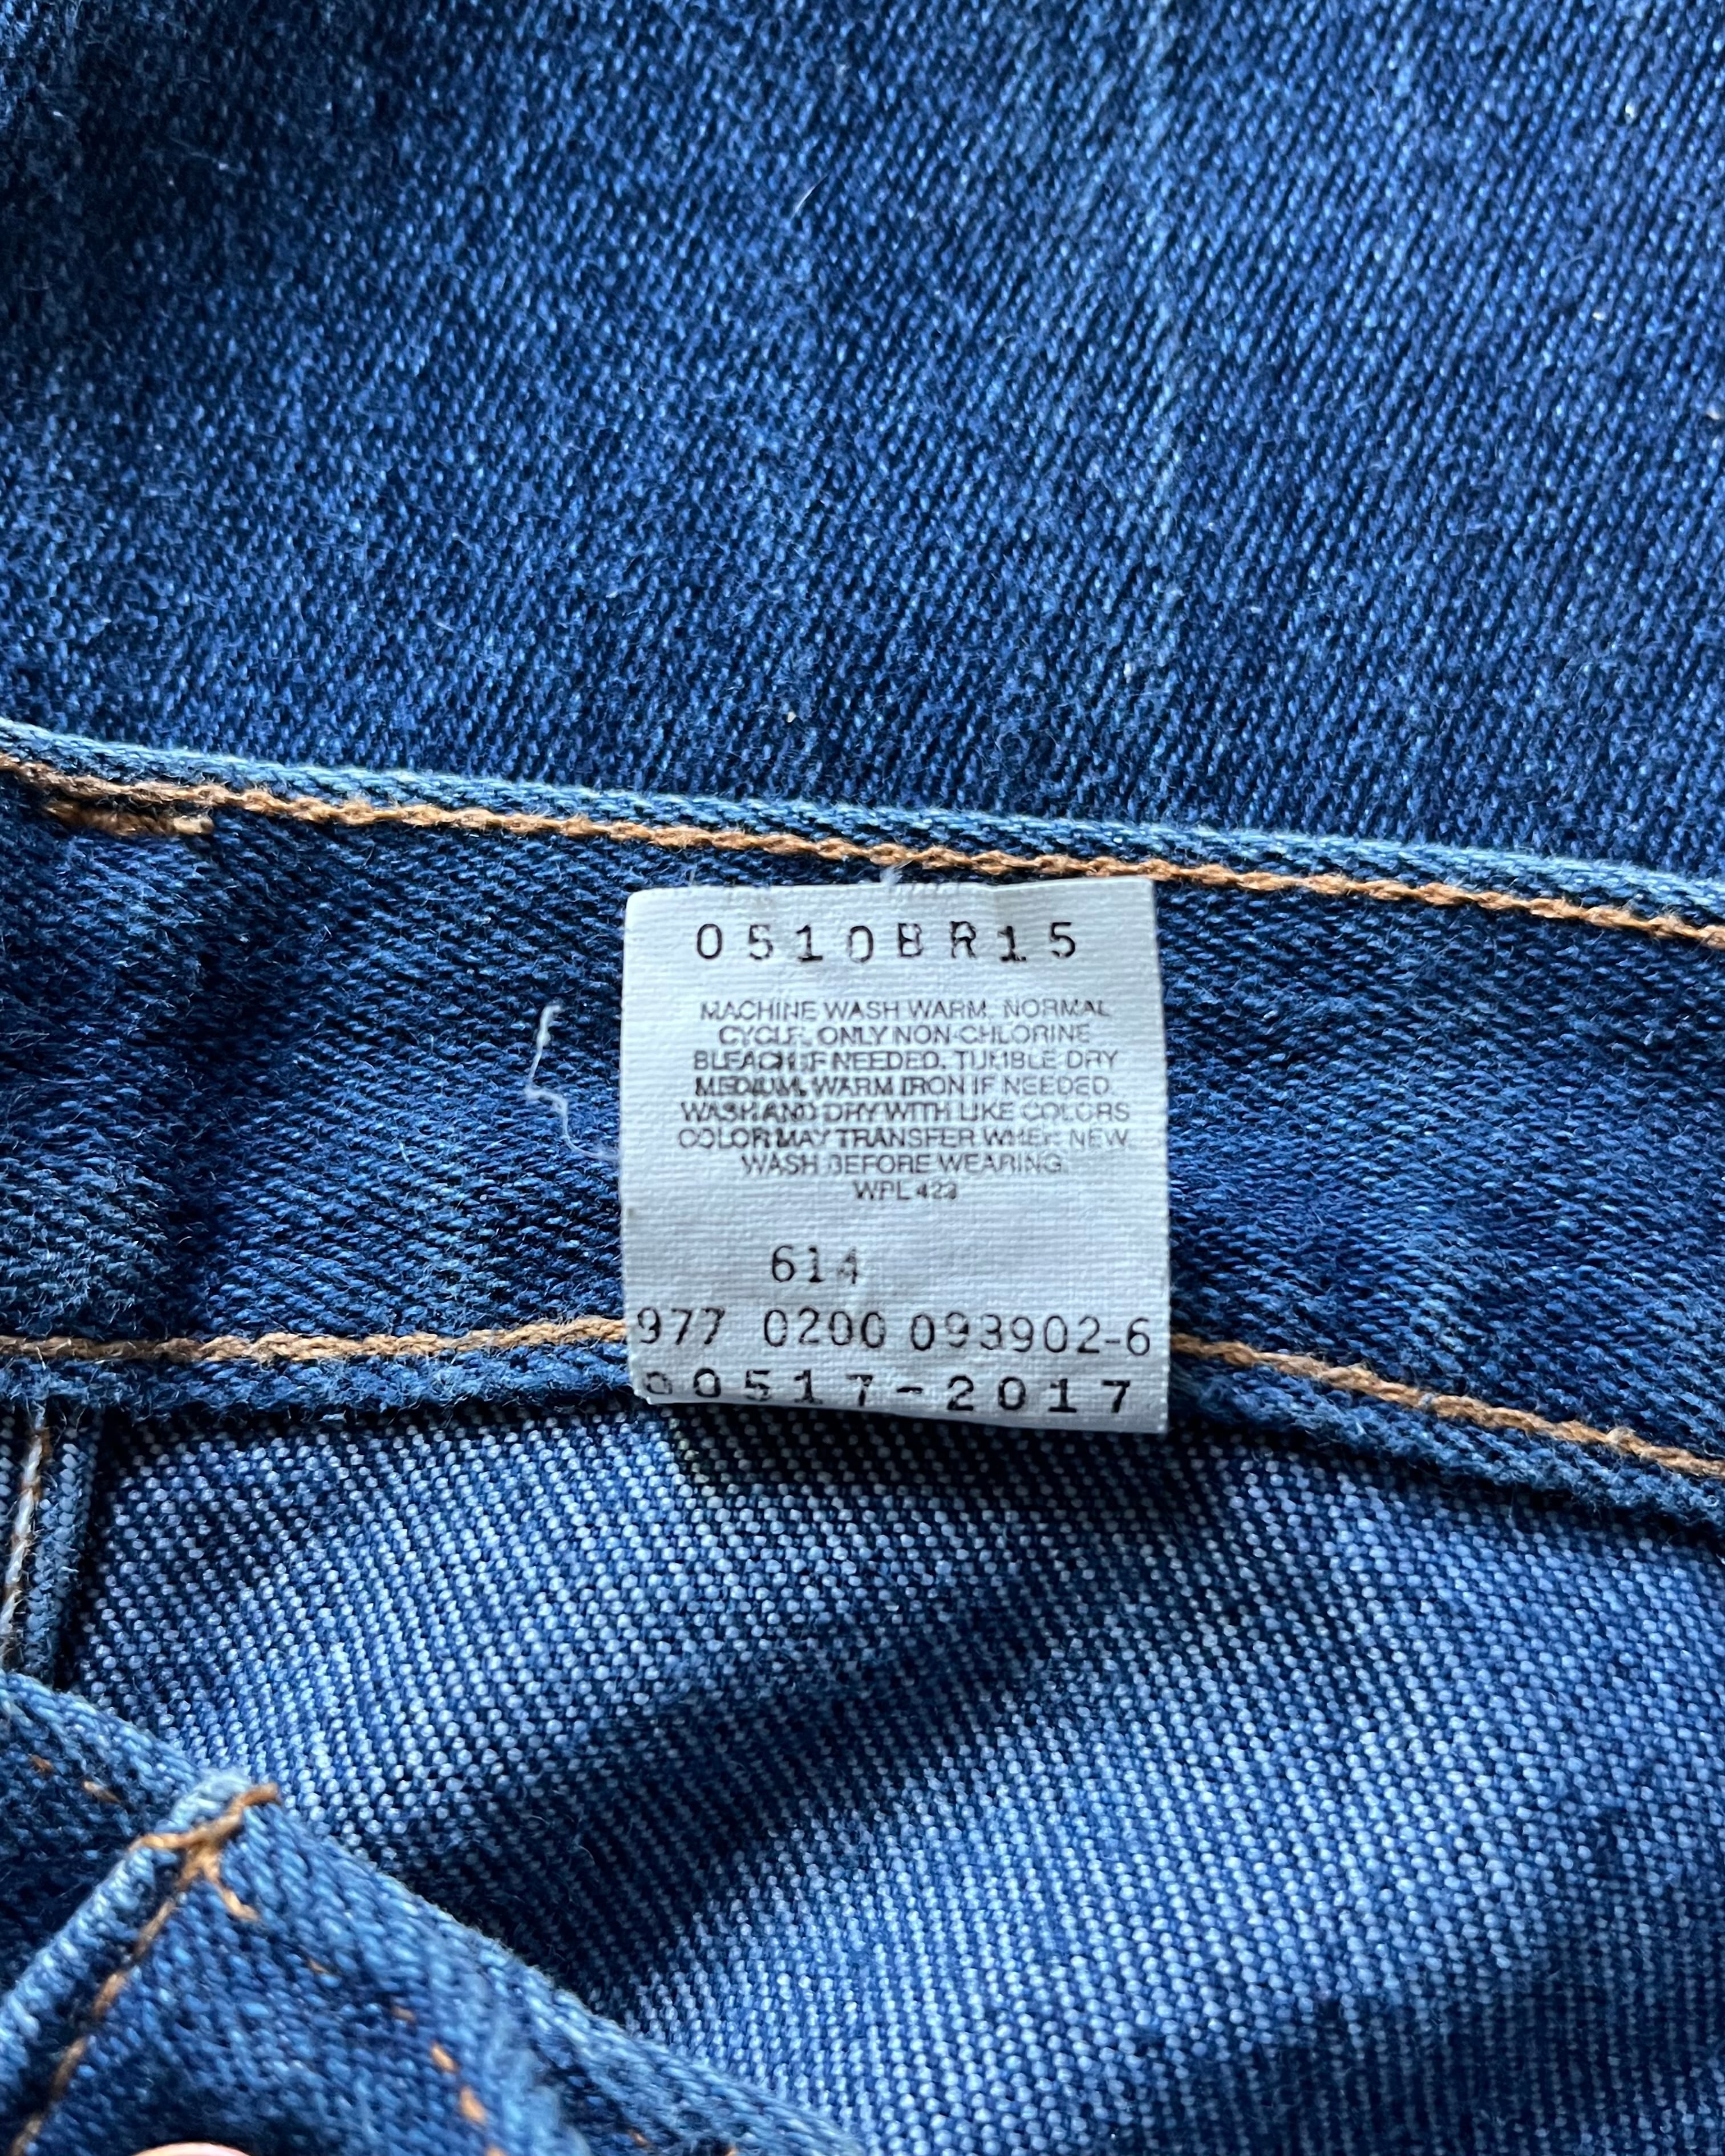 0510BR15
MACHINE WASH WARM, NORMAL
CYCLE, ONLY NON-CHLORINE
BLEACH IF NEEDED. TUMBLE DRY
MEDIUM, WARM IRON IF NEEDED.
WASH AND DRY WITH LIKE COLORS
COLOR MAY TRANSFER WHEN NEW.
WASH BEFORE WEARING.
WPL 423
614
977 0200 093902-6
00517-2017